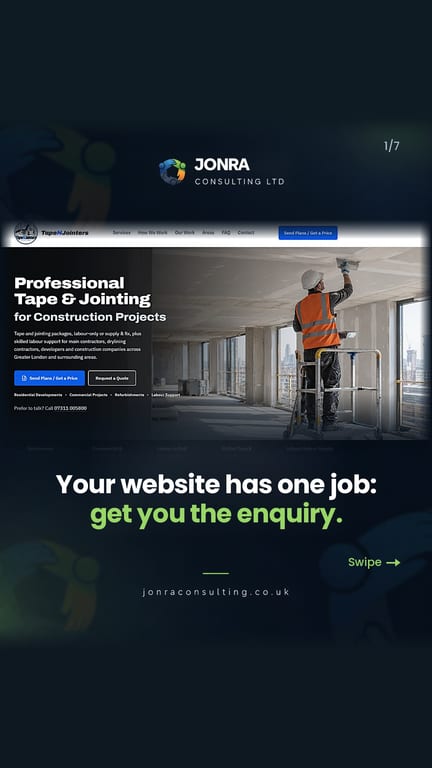 1/7
JONRA
CONSULTING LTD
TapeNJointers
Services How We Work Our Work Areas FAQ Contact
Send Plans / Get a Price
Professional
Tape & Jointing
for Construction Projects
Tape and jointing packages, labour-only or supply & fix, plus
skilled labour support for main contractors, drylining
contractors, developers and construction companies across
Greater London and surrounding areas.
Send Plans / Get a Price Request a Quote
Residential Developments • Commercial Projects • Refurbishments • Labour Support
Prefer to talk? Call 07311 005800
Your website has one job:
get you the enquiry.
Swipe →
jonraconsulting.co.uk